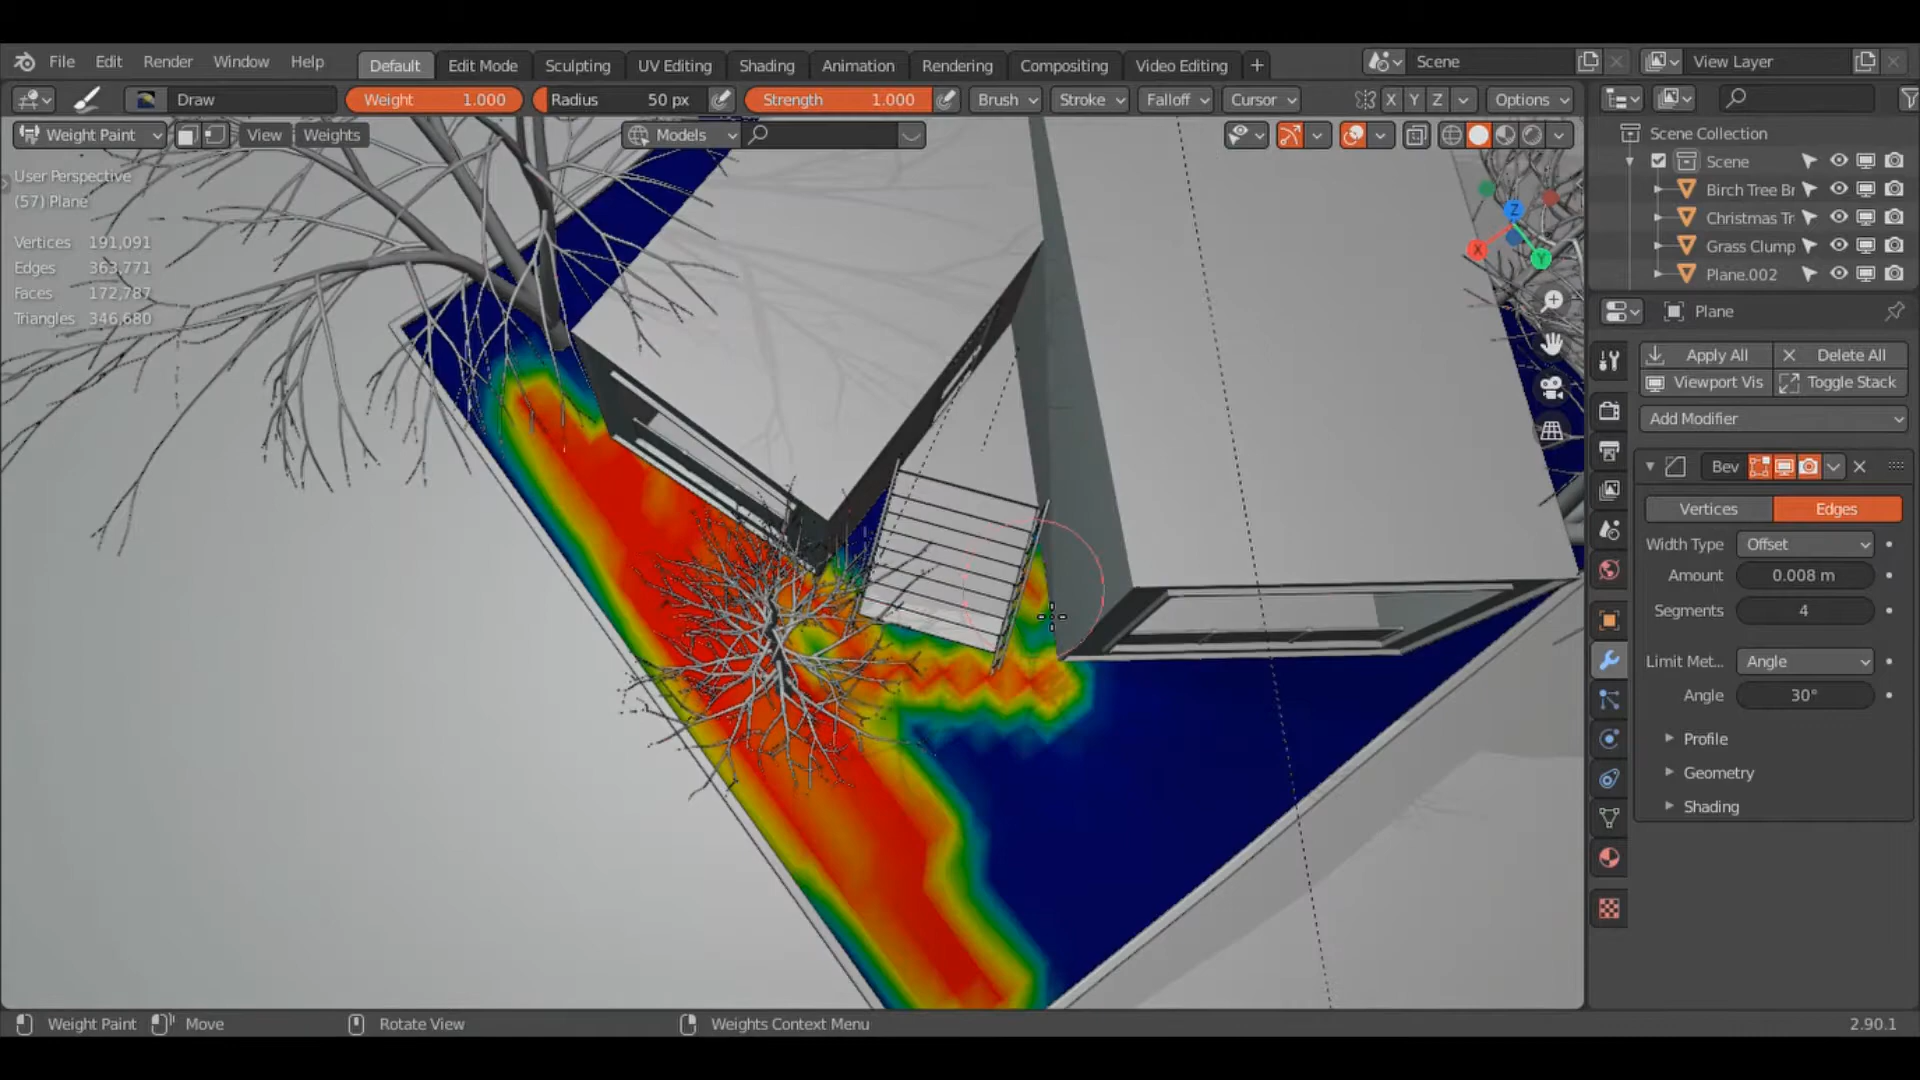 File Edit Render Window Help Default Edit Mode Sculpting UV Editing Shading Animation Rendering Compositing Video Editing + Scene View Layer
Draw Weight 1.000 Radius 50 px Strength 1.000 Brush Stroke Falloff Cursor X Y Z Options
Weight Paint View Weights Models
Scene Collection
User Perspective
(57) Plane
Scene
Birch Tree Br
Christmas Tr
Grass Clump
Plane.002
Vertices 191,091
Edges 363,771
Faces 172,787
Triangles 346,680
Z
X
Y
Plane
Apply All Delete All
Viewport Vis Toggle Stack
Add Modifier
Bev
Vertices Edges
Width Type Offset
Amount 0.008 m
Segments 4
Limit Met... Angle
Angle 30°
Profile
Geometry
Shading
Weight Paint Move Rotate View Weights Context Menu 2.90.1